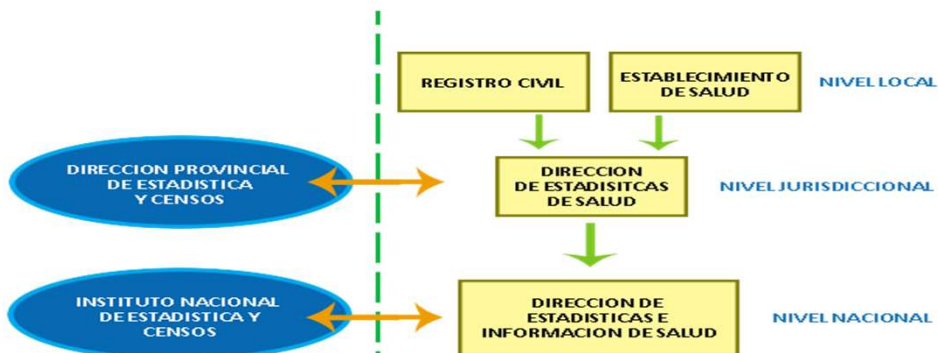 REGISTRO CIVIL
ESTABLECIMIENTO
DE SALUD
NIVEL LOCAL
DIRECCION PROVINCIAL
DE ESTADISTICA
Y CENSOS
DIRECCION
DE ESTADISITCAS
DE SALUD
NIVEL JURISDICCIONAL
INSTITUTO NACIONAL
DE ESTADISTICA Y
CENSOS
DIRECCION DE
ESTADISTICAS E
INFORMACION DE SALUD
NIVEL NACIONAL